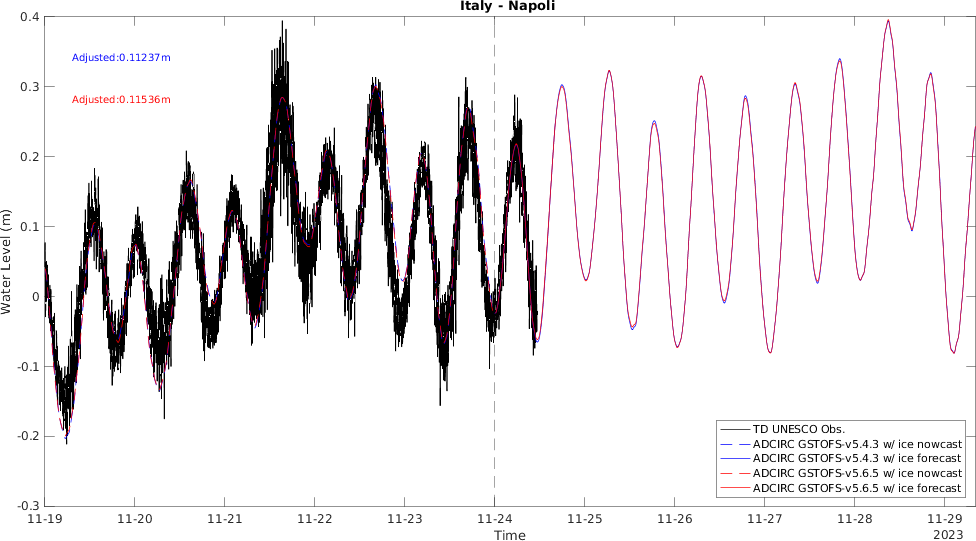 Italy - Napoli
0.4
0.3
0.2
0.1
0
-0.1
-0.2
-0.3
Water Level (m)
Adjusted:0.11237m
Adjusted:0.11536m
TD UNESCO Obs.
ADCIRC GSTOFS-v5.4.3 w/ ice nowcast
ADCIRC GSTOFS-v5.4.3 w/ ice forecast
ADCIRC GSTOFS-v5.6.5 w/ ice nowcast
ADCIRC GSTOFS-v5.6.5 w/ ice forecast
11-19 11-20 11-21 11-22 11-23 11-24 11-25 11-26 11-27 11-28 11-29
Time
2023